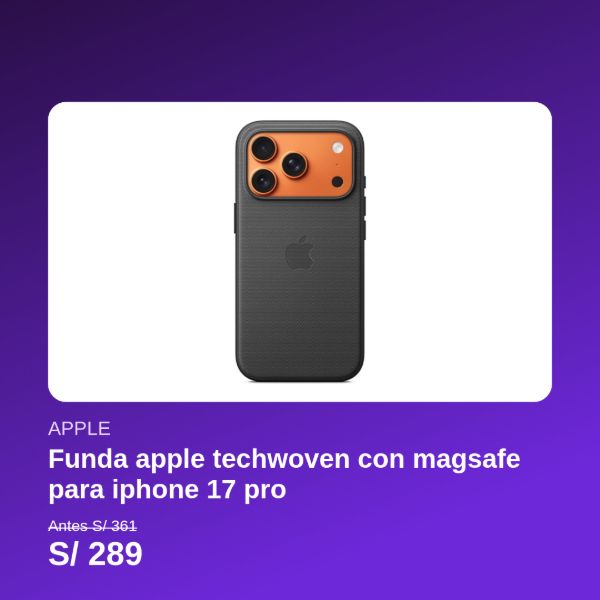 APPLE
Funda apple techwoven con magsafe
para iphone 17 pro
Antes S/ 361
S/ 289